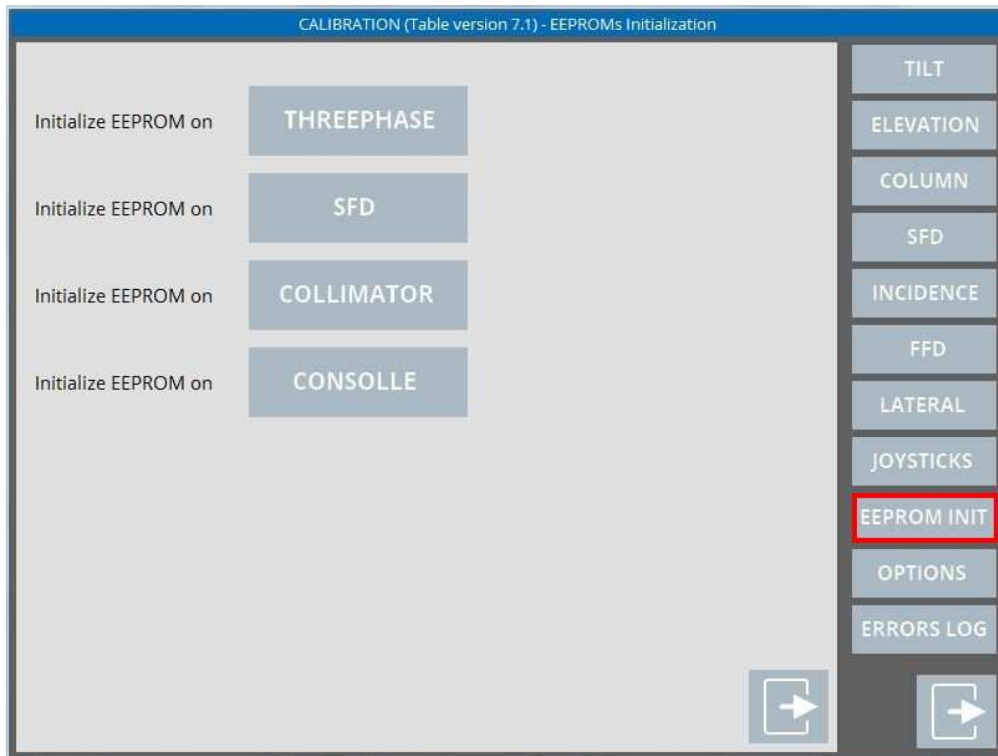 CALIBRATION (Table version 7.1) - EEPROMs Initialization
Initialize EEPROM on THREEPHASE
Initialize EEPROM on SFD
Initialize EEPROM on COLLIMATOR
Initialize EEPROM on CONSOLLE
TILT
ELEVATION
COLUMN
SFD
INCIDENCE
FFD
LATERAL
JOYSTICKS
EEPROM INIT
OPTIONS
ERRORS LOG